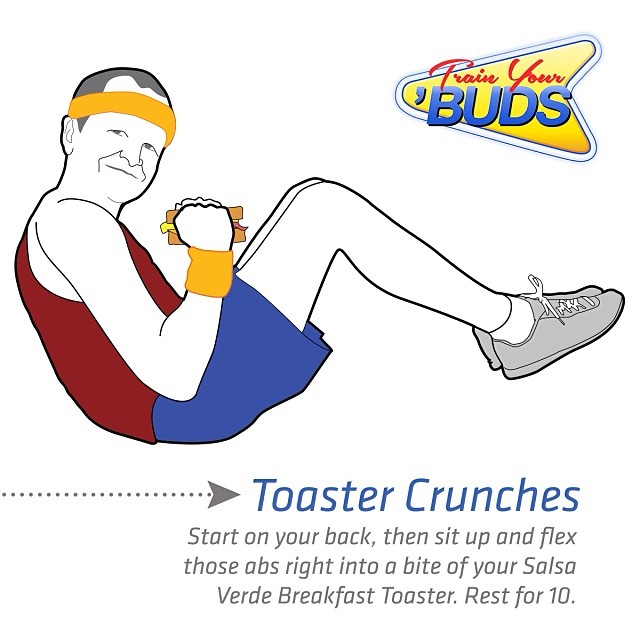 Train Your
'BUDS
Toaster Crunches
Start on your back, then sit up and flex
those abs right into a bite of your Salsa
Verde Breakfast Toaster. Rest for 10.